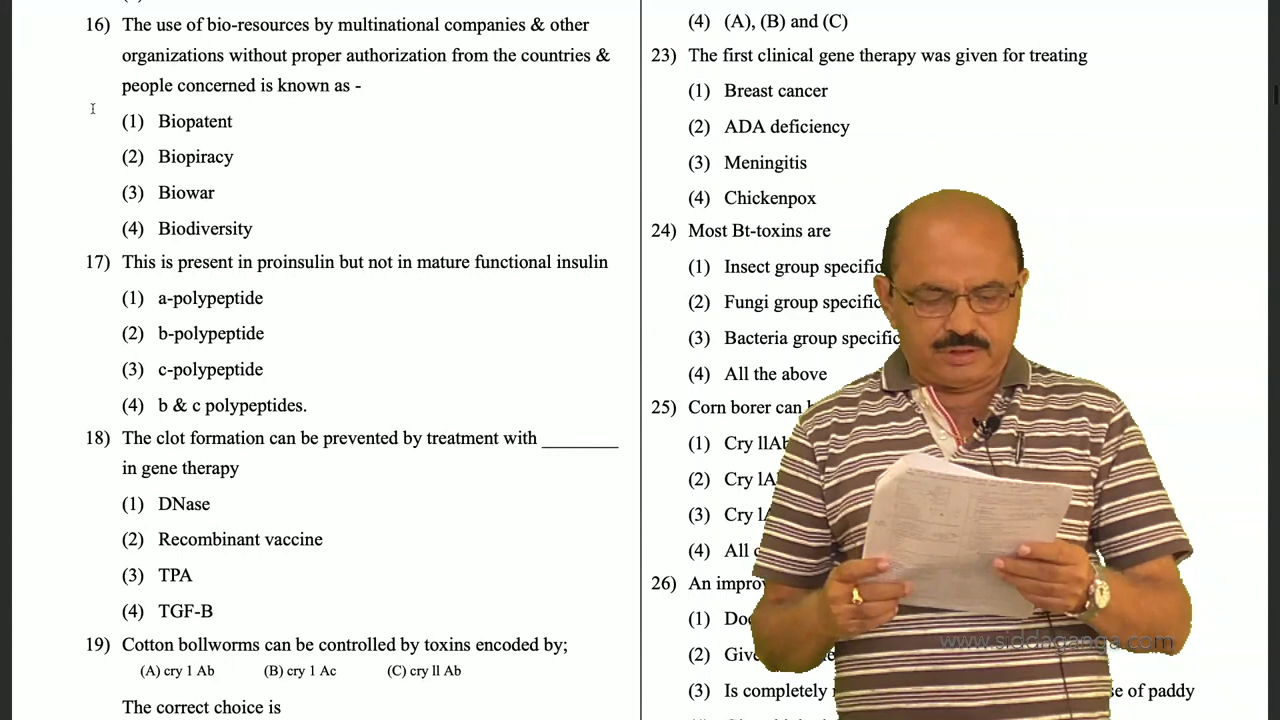 16) The use of bio-resources by multinational companies & other
organizations without proper authorization from the countries &
people concerned is known as -
(1) Biopatent
(2) Biopiracy
(3) Biowar
(4) Biodiversity
17) This is present in proinsulin but not in mature functional insulin
(1) a-polypeptide
(2) b-polypeptide
(3) c-polypeptide
(4) b & c polypeptides.
18) The clot formation can be prevented by treatment with ________
in gene therapy
(1) DNase
(2) Recombinant vaccine
(3) TPA
(4) TGF-B
19) Cotton bollworms can be controlled by toxins encoded by;
(A) cry 1 Ab (B) cry 1 Ac (C) cry ll Ab
The correct choice is
(4) (A), (B) and (C)
23) The first clinical gene therapy was given for treating
(1) Breast cancer
(2) ADA deficiency
(3) Meningitis
(4) Chickenpox
24) Most Bt-toxins are
(1) Insect group specific
(2) Fungi group specific
(3) Bacteria group specific
(4) All the above
25) Corn borer can
(1) Cry
(2) Cry
(3) Cry
(4) All
26) An
(1)
(2)
(3) Is completely se of paddy
www.siddaganga.com